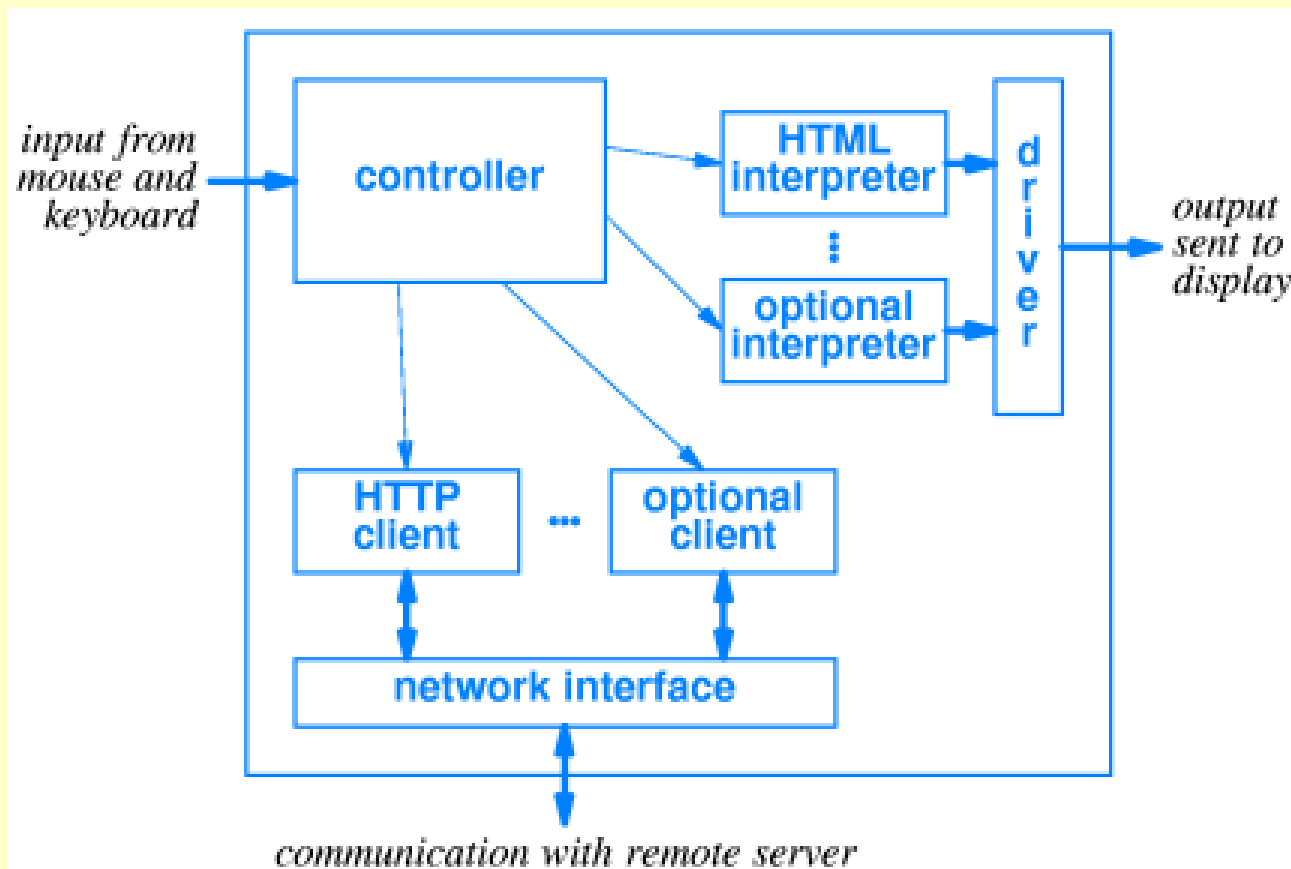 input from
mouse and
keyboard
controller
HTML
interpreter
optional
interpreter
driver
output
sent to
display
HTTP
client
optional
client
network interface
communication with remote server